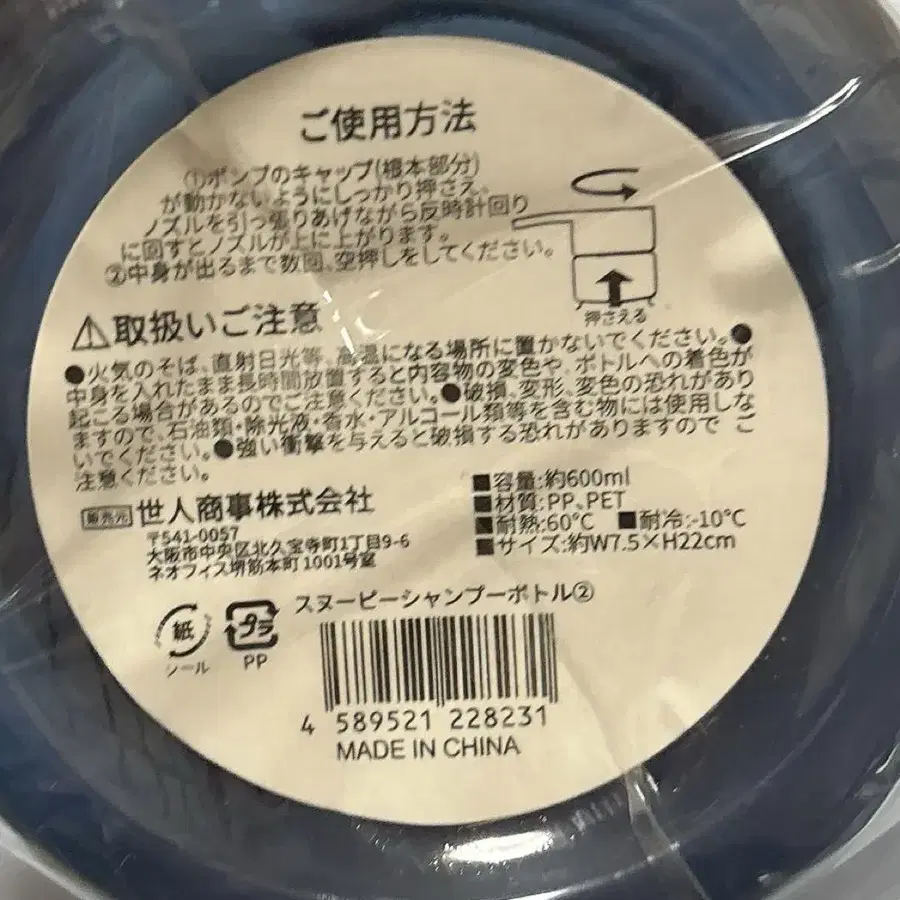 ご使用方法
①ポンプのキャップ(根本部分)
が動かないようにしっかり押さえ、
ノズルを引っ張りあげながら反時計回り
に回すとノズルが上に上がります。
②中身が出るまで数回、空押しをしてください。
押さえる
⚠取扱いご注意
●火気のそば、直射日光等、高温になる場所に置かないでください。●
中身を入れたまま長時間放置すると内容物の変色や、ボトルへの着色が
起こる場合があるのでご注意ください。●破損、変形、変色の恐れがあり
ますので、石油類・除光液・香水・アルコール類等を含む物には使用しな
いでください。●強い衝撃を与えると破損する恐れがありますので ご
注意ください。
販売元 世人商事株式会社
〒541-0057
大阪市中央区北久宝寺町1丁目9-6
ネオフィス堺筋本町 1001号室
■容量:約600ml
■材質:PP、PET
■耐熱:60°C ■耐冷:-10°C
■サイズ:約W7.5×H22cm
紙
シール
プラ
PP
スヌーピーシャンプーボトル②
4 589521 228231
MADE IN CHINA